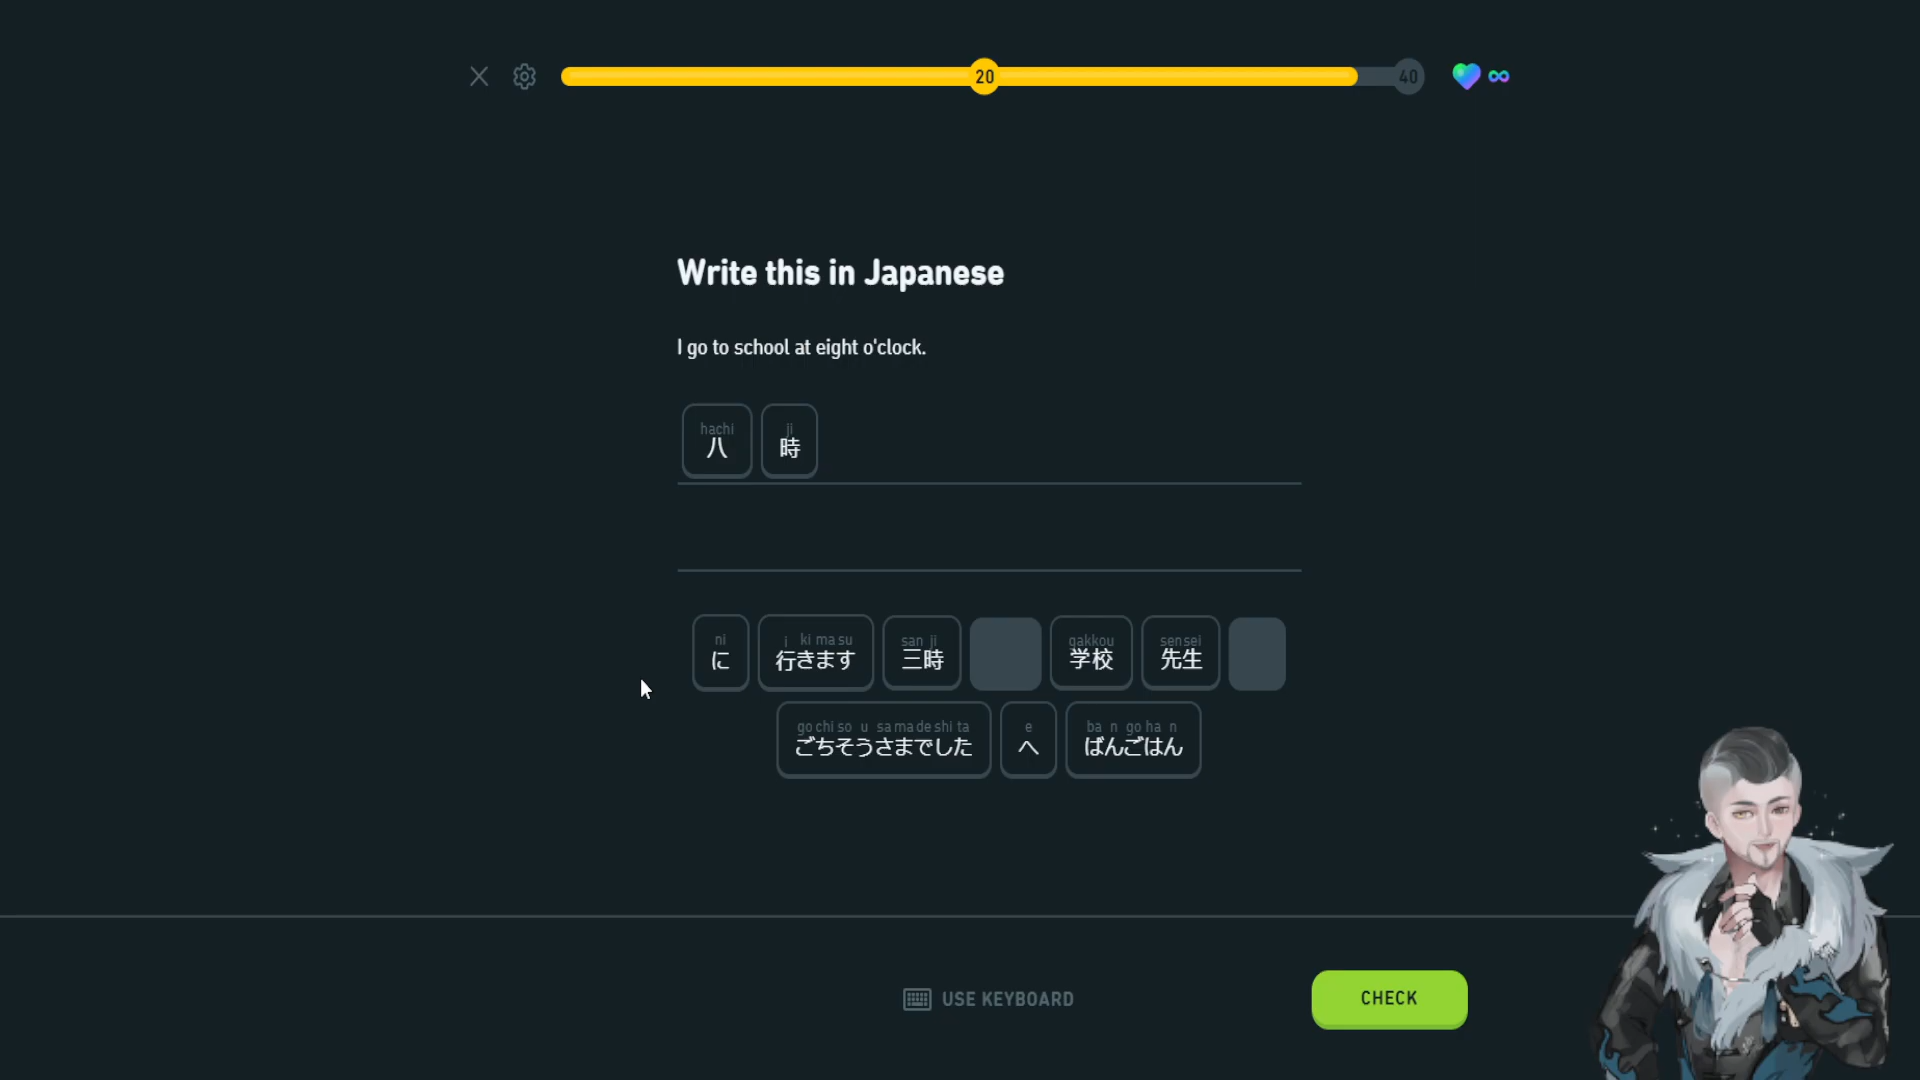 20 40 ∞
Write this in Japanese
I go to school at eight o'clock.
hachi ji
八 時
ni i ki ma su san ji gakkou sensei
に 行きます 三時 学校 先生
go chi so u sa ma de shi ta e ba n go ha n
ごちそうさまでした へ ばんごはん
USE KEYBOARD CHECK